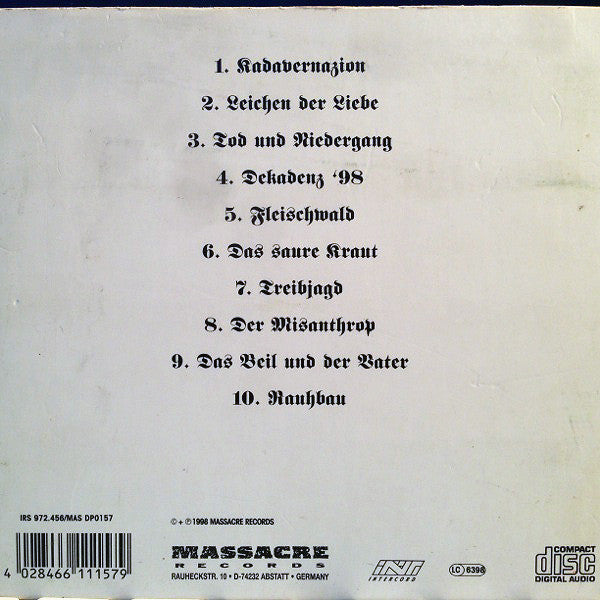 1. Kadavernazion
2. Leichen der Liebe
3. Tod und Niedergang
4. Dekadenz '98
5. Fleischwald
6. Das saure Kraut
7. Treibjagd
8. Der Misanthrop
9. Das Beil und der Vater
10. Rauhbau
IRS 972.456/MAS DP0157
© + ℗ 1998 MASSACRE RECORDS
MASSACRE
RECORDS
RAUHECKSTR. 10 • D-74232 ABSTATT • GERMANY
INT
INTERCORD
LC 6398
COMPACT
disc
DIGITAL AUDIO
4 028466 111579